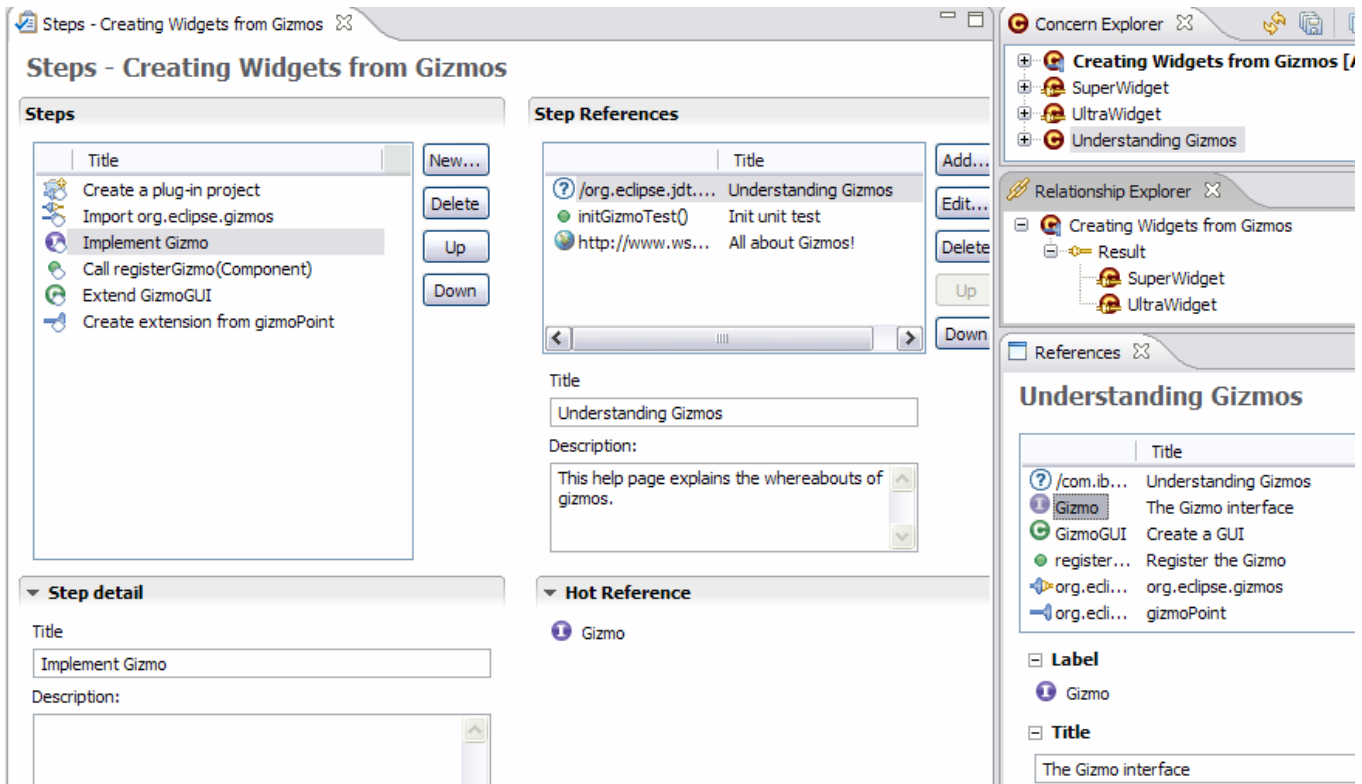 Steps - Creating Widgets from Gizmos
Steps - Creating Widgets from Gizmos
Steps
Title
Create a plug-in project
Import org.eclipse.gizmos
Implement Gizmo
Call registerGizmo(Component)
Extend GizmoGUI
Create extension from gizmoPoint
New...
Delete
Up
Down
Step References
Title
/org.eclipse.jdt.... Understanding Gizmos
initGizmoTest() Init unit test
http://www.ws... All about Gizmos!
Add...
Edit...
Delete
Up
Down
Title
Understanding Gizmos
Description:
This help page explains the whereabouts of
gizmos.
Step detail
Title
Implement Gizmo
Description:
Hot Reference
Gizmo
Concern Explorer
Creating Widgets from Gizmos [A
SuperWidget
UltraWidget
Understanding Gizmos
Relationship Explorer
Creating Widgets from Gizmos
Result
SuperWidget
UltraWidget
References
Understanding Gizmos
Title
/com.ib... Understanding Gizmos
Gizmo The Gizmo interface
GizmoGUI Create a GUI
register... Register the Gizmo
org.ecli... org.eclipse.gizmos
org.ecli... gizmoPoint
Label
Gizmo
Title
The Gizmo interface